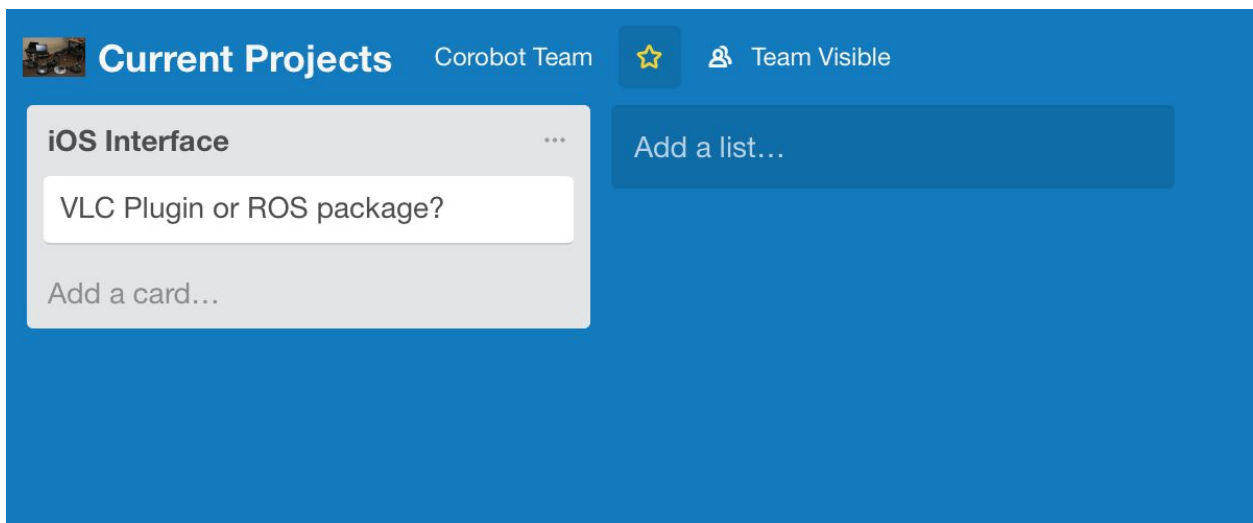 Current Projects Corobot Team Team Visible
iOS Interface ...
Add a list…
VLC Plugin or ROS package?
Add a card…